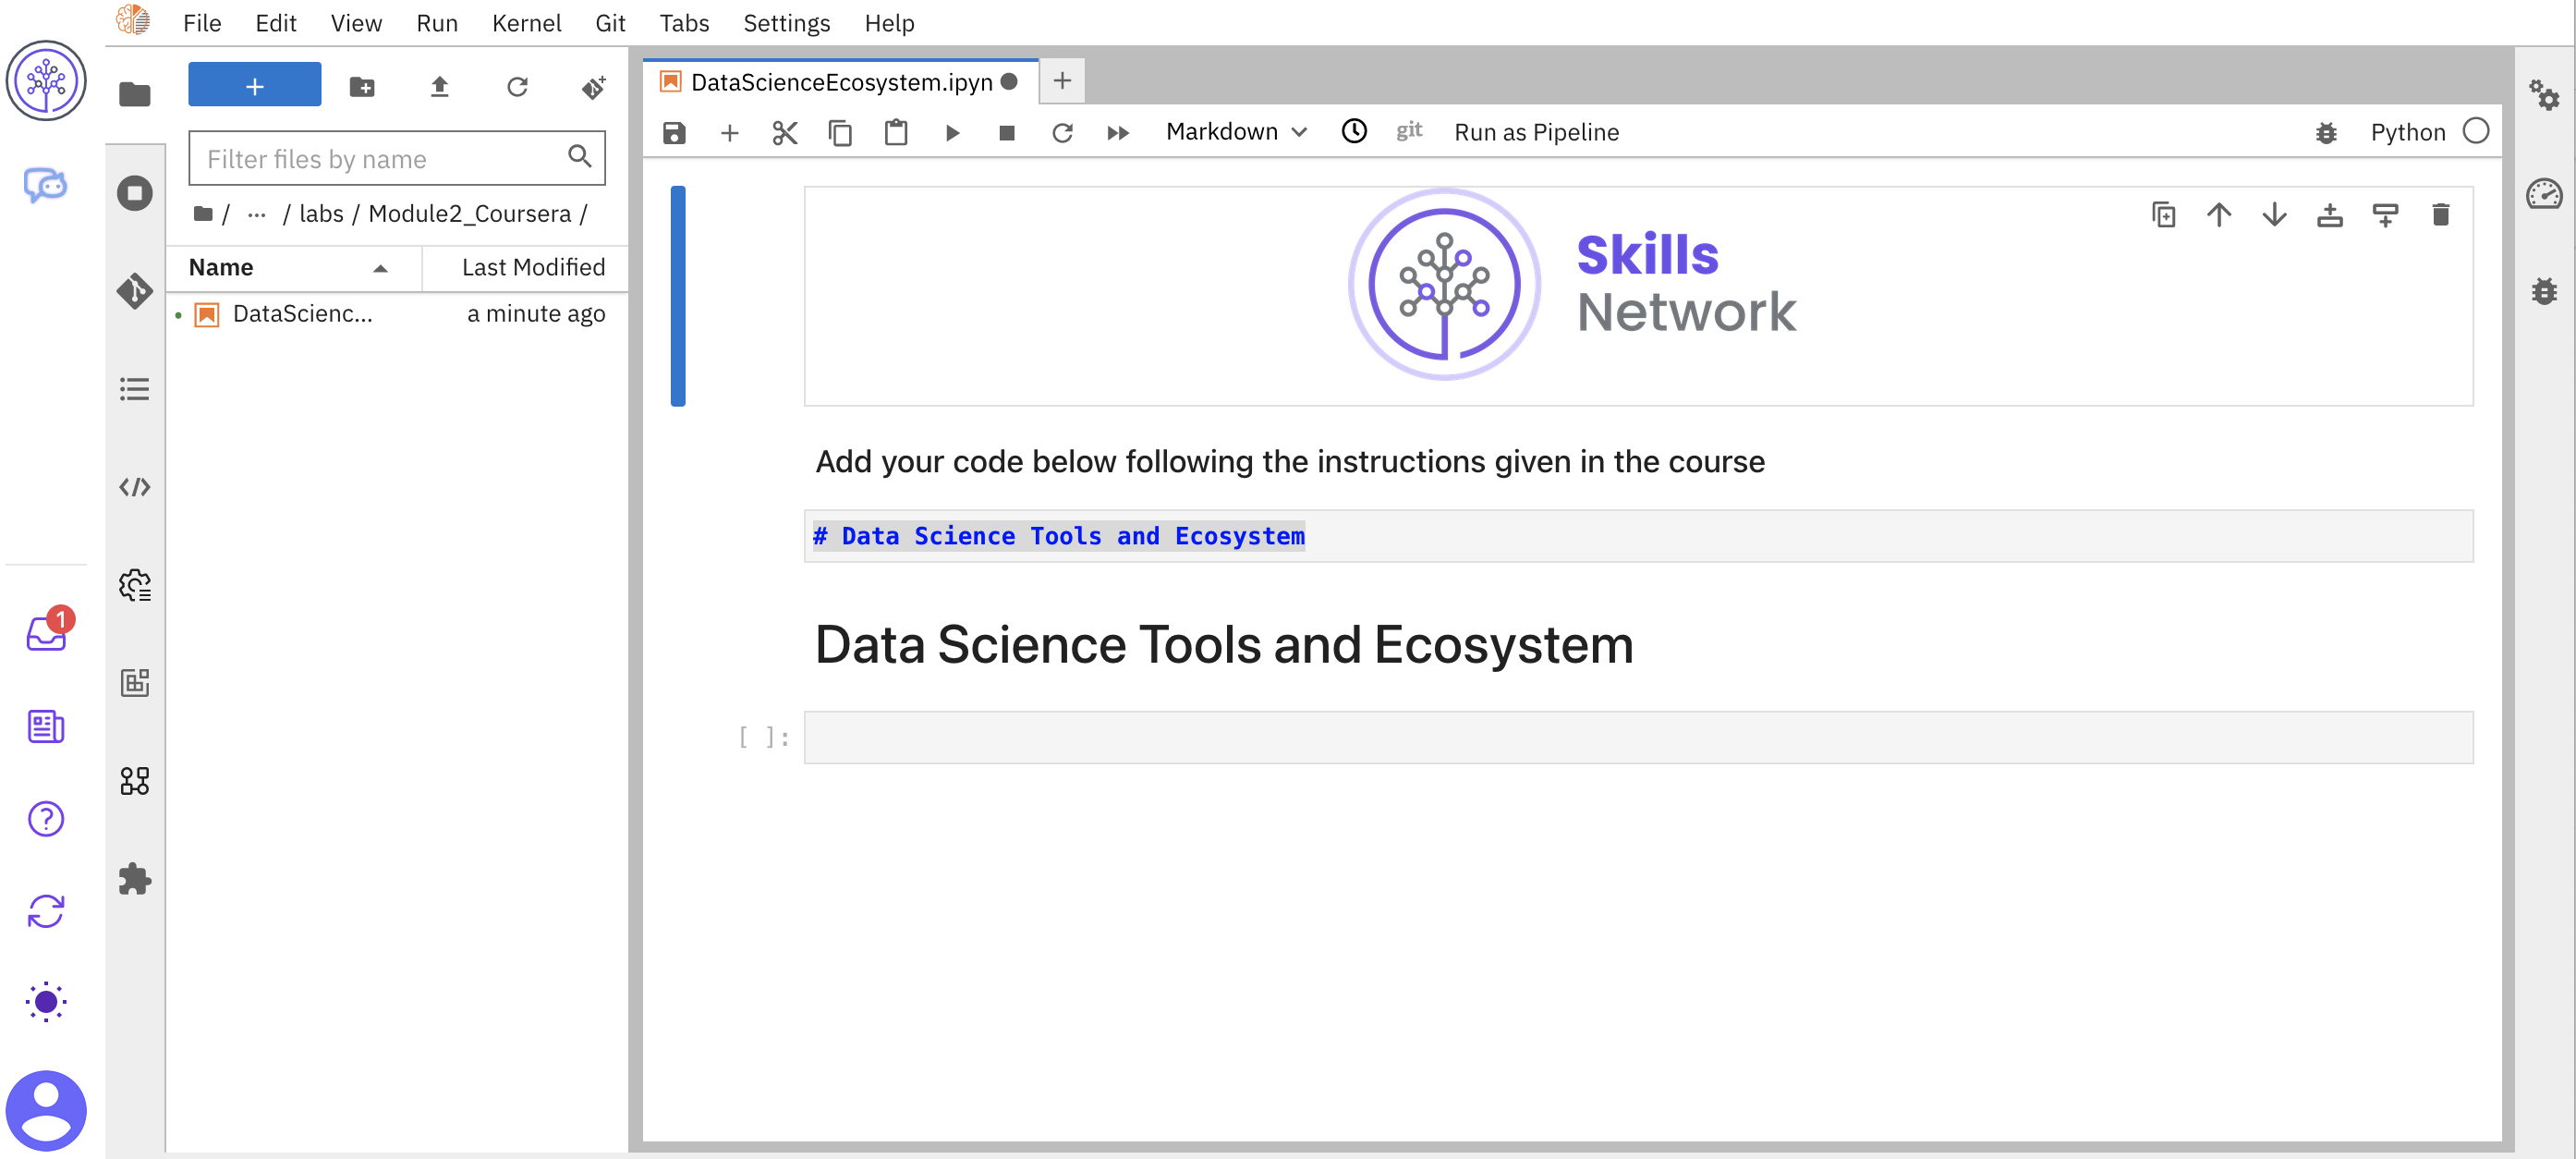 File Edit View Run Kernel Git Tabs Settings Help
+
Filter files by name
/ ... / labs / Module2_Coursera /
Name Last Modified
DataScienc... a minute ago
1
DataScienceEcosystem.ipyn
+
Markdown git Run as Pipeline Python
Skills
Network
Add your code below following the instructions given in the course
# Data Science Tools and Ecosystem
Data Science Tools and Ecosystem
[ ]: